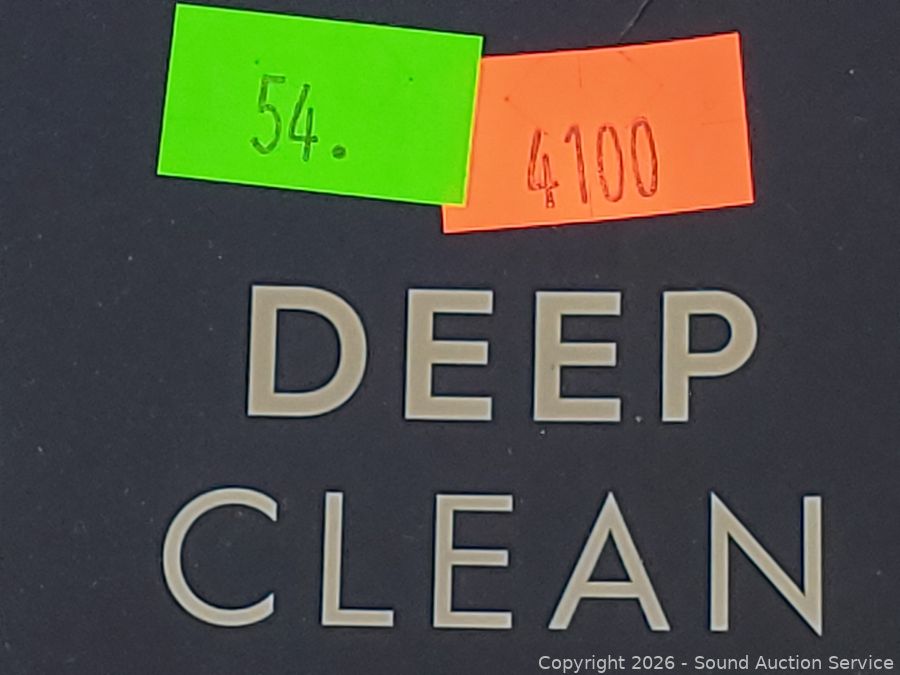 54.
4100
DEEP
CLEAN
Copyright 2026 - Sound Auction Service